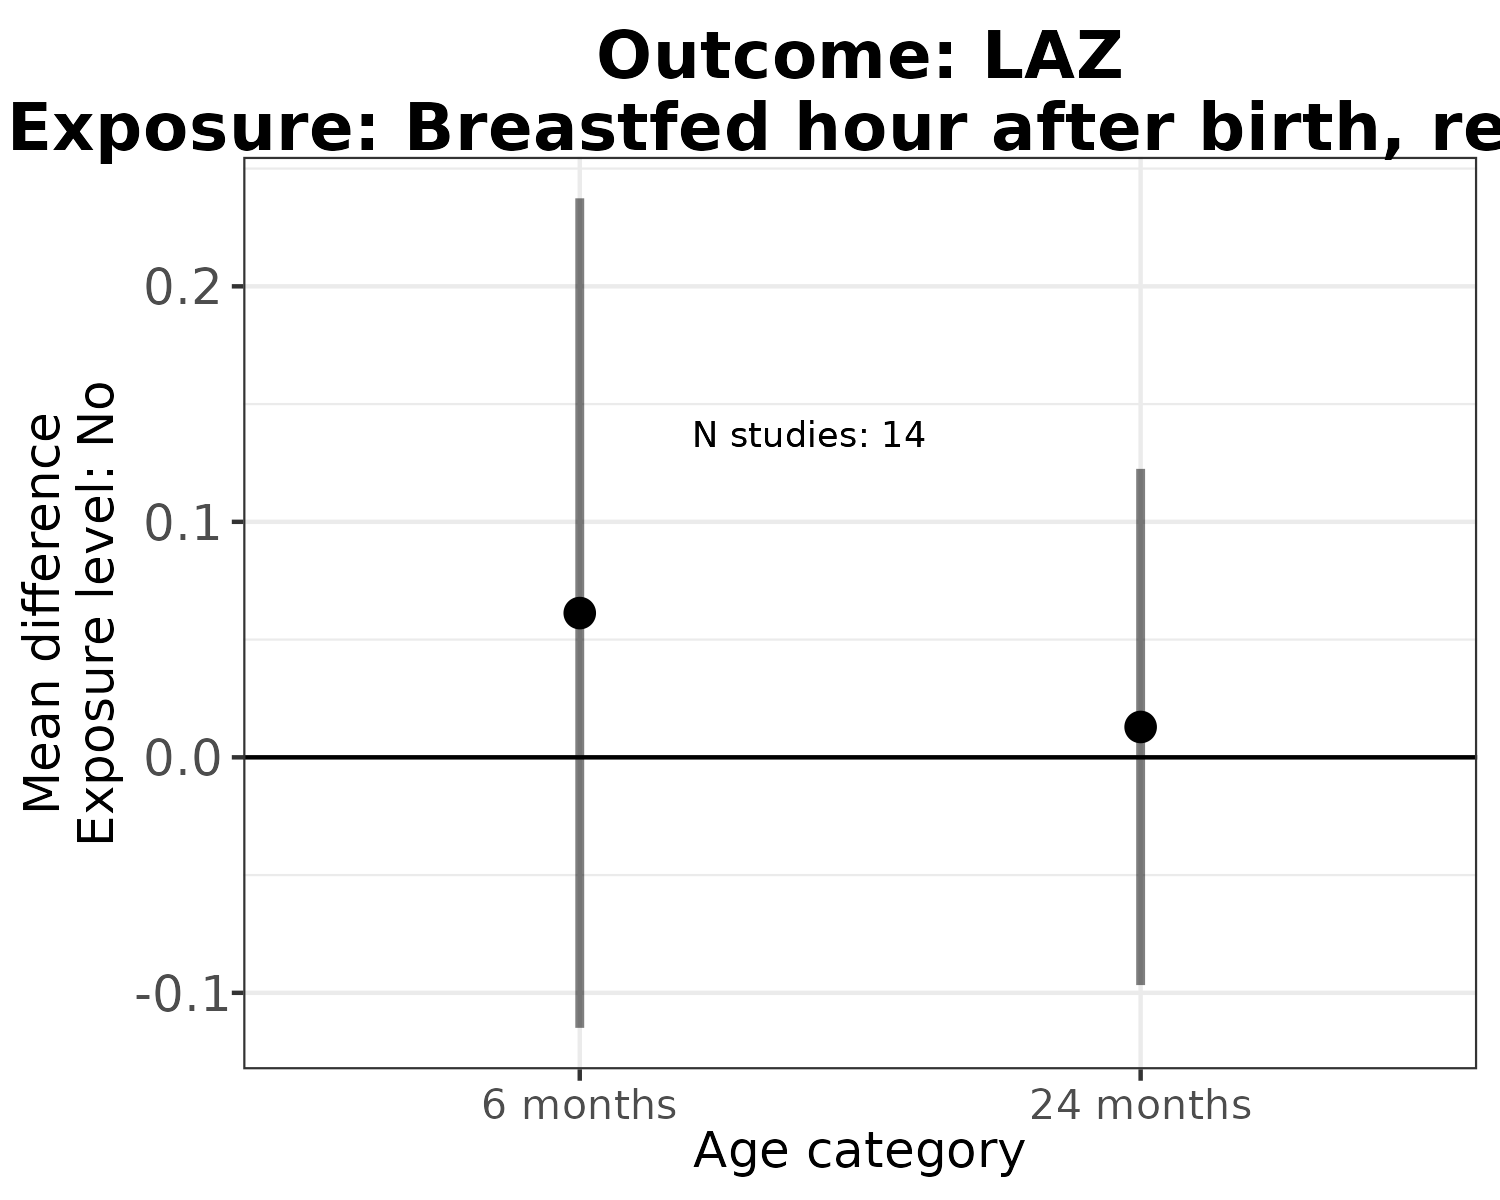 Outcome: LAZ
Exposure: Breastfed hour after birth, re
0.2
0.1
0.0
-0.1
Mean difference
Exposure level: No
N studies: 14
6 months
24 months
Age category